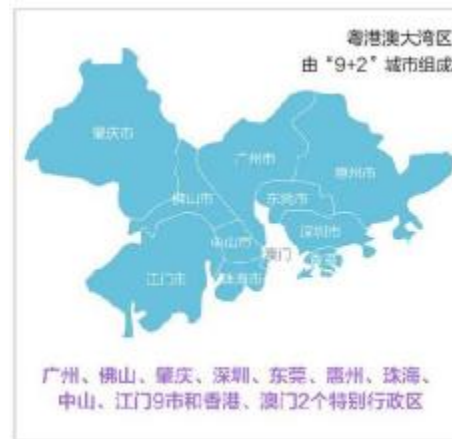 粤港澳大湾区
由“9+2”城市组成
肇庆市
广州市
惠州市
佛山市
东莞市
深圳市
中山市
澳门
香港
江门市
珠海市
广州、佛山、肇庆、深圳、东莞、惠州、珠海、
中山、江门9市和香港、澳门2个特别行政区